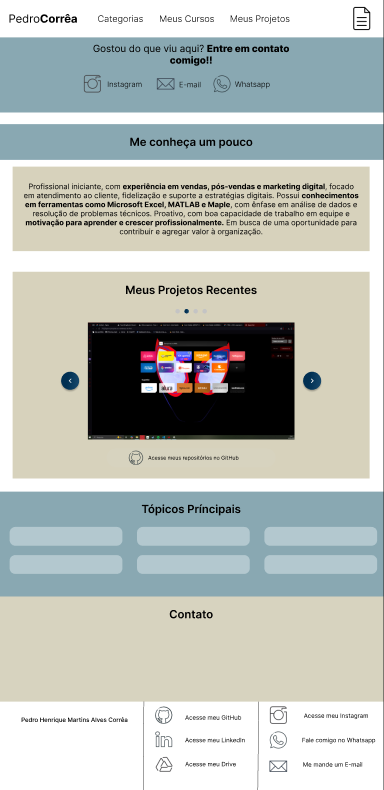 PedroCorrêa
Categorias Meus Cursos Meus Projetos
Gostou do que viu aqui? Entre em contato
comigo!!
Instagram E-mail Whatsapp
Me conheça um pouco
Profissional iniciante, com experiência em vendas, pós-vendas e marketing digital, focado
em atendimento ao cliente, fidelização e suporte a estratégias digitais. Possui conhecimentos
em ferramentas como Microsoft Excel, MATLAB e Maple, com ênfase em análise de dados e
resolução de problemas técnicos. Proativo, com boa capacidade de trabalho em equipe e
motivação para aprender e crescer profissionalmente. Em busca de uma oportunidade para
contribuir e agregar valor à organização.
Meus Projetos Recentes
alura
Acesse meus repositórios no GitHub
Tópicos Príncipais
Contato
Pedro Henrique Martins Alves Corrêa
Acesse meu GitHub
Acesse meu LinkedIn
Acesse meu Drive
Acesse meu Instagram
Fale comigo no Whatsapp
Me mande um E-mail